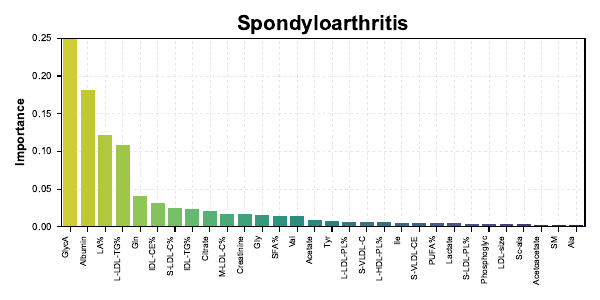 Spondyloarthritis
Importance
0.25
0.20
0.15
0.10
0.05
0.00
GlycA
Albumin
LA%
L-LDL-TG%
Gln
IDL-CE%
S-LDL-C%
IDL-TG%
Citrate
M-LDL-C%
Creatinine
Gly
SFA%
Val
Acetate
Tyr
L-LDL-PL%
S-VLDL-C
L-HDL-PL%
Ile
S-VLDL-CE
PUFA%
Lactate
S-LDL-PL%
Phosphoglyc
LDL-size
Sc-ala
Acetoacetate
SM
Ala